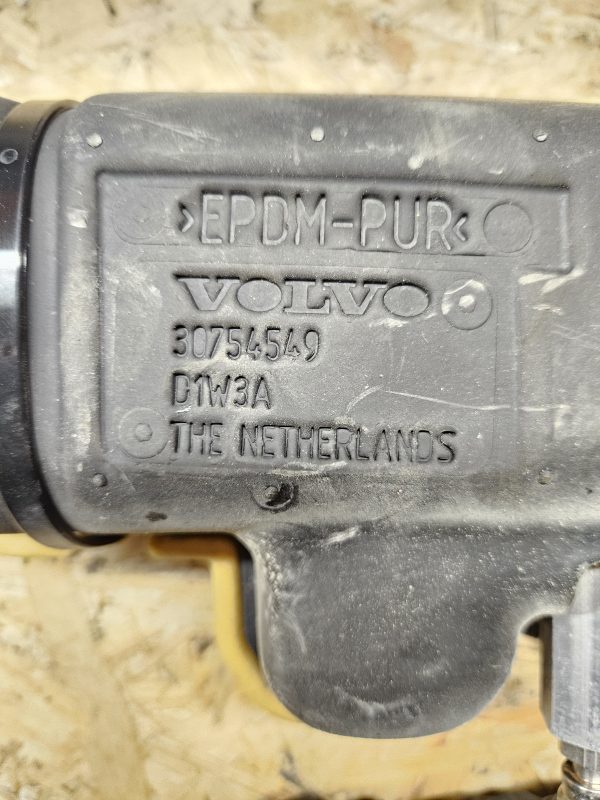 >EPDM-PUR<
VOLVO
30754549
D1W3A
THE NETHERLANDS